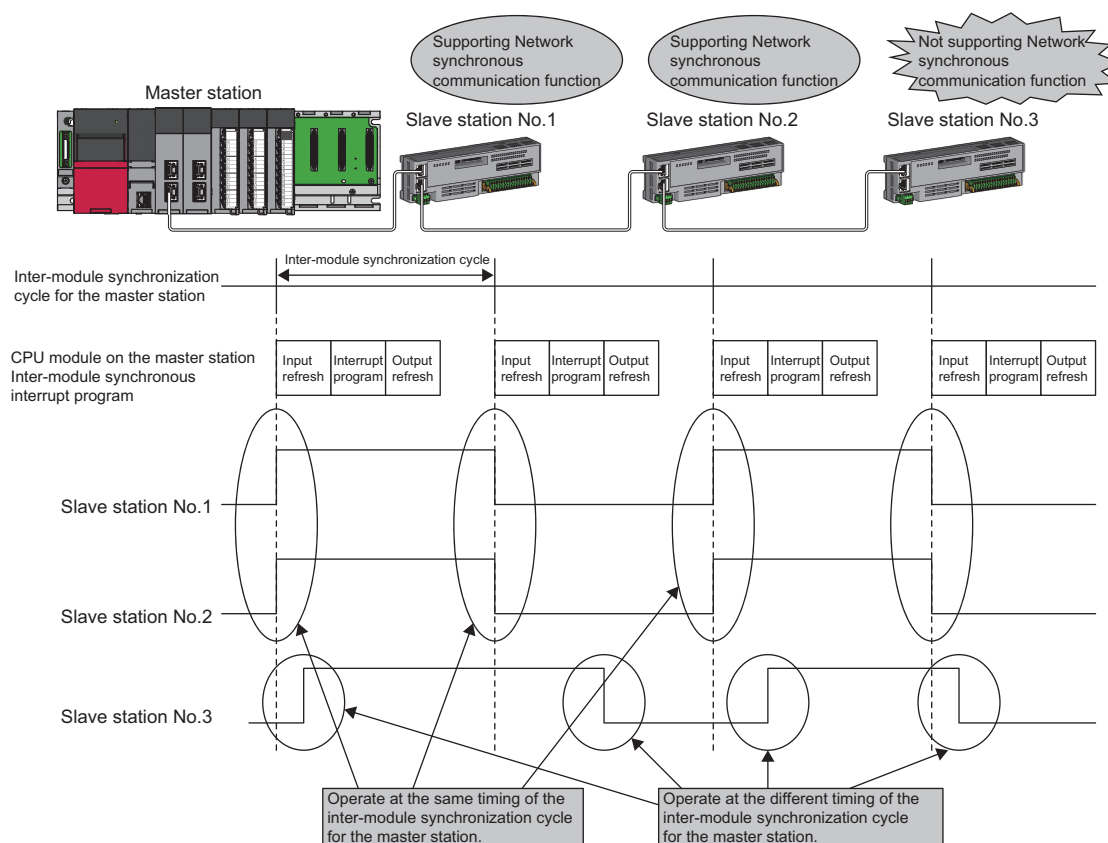 Supporting Network
synchronous
communication function
Supporting Network
synchronous
communication function
Not supporting Network
synchronous
communication function
Master station
Slave station No.1
Slave station No.2
Slave station No.3
Inter-module synchronization cycle
Inter-module synchronization
cycle for the master station
CPU module on the master station
Inter-module synchronous
interrupt program
Input
refresh
Interrupt
program
Output
refresh
Input
refresh
Interrupt
program
Output
refresh
Input
refresh
Interrupt
program
Output
refresh
Input
refresh
Interrupt
program
Output
refresh
Slave station No.1
Slave station No.2
Slave station No.3
Operate at the same timing of the
inter-module synchronization cycle
for the master station.
Operate at the different timing of the
inter-module synchronization cycle
for the master station.